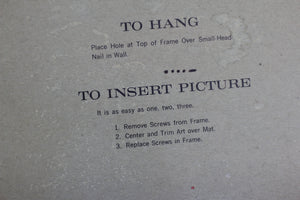 TO HANG
Place Hole at Top of Frame Over Small-Head
Nail in Wall.
TO INSERT PICTURE
It is as easy as one, two, three.
1. Remove Screws from Frame.
2. Center and Trim Art over Mat.
3. Replace Screws in Frame.